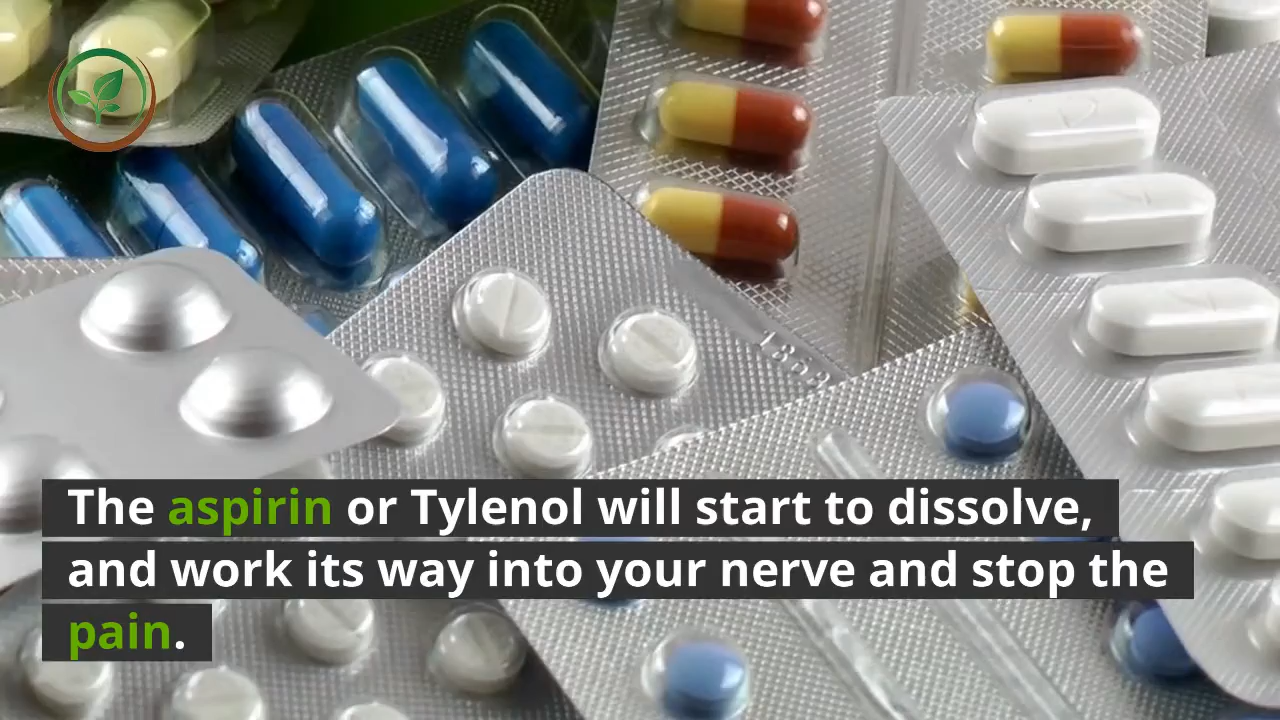 The aspirin or Tylenol will start to dissolve,
and work its way into your nerve and stop the
pain.